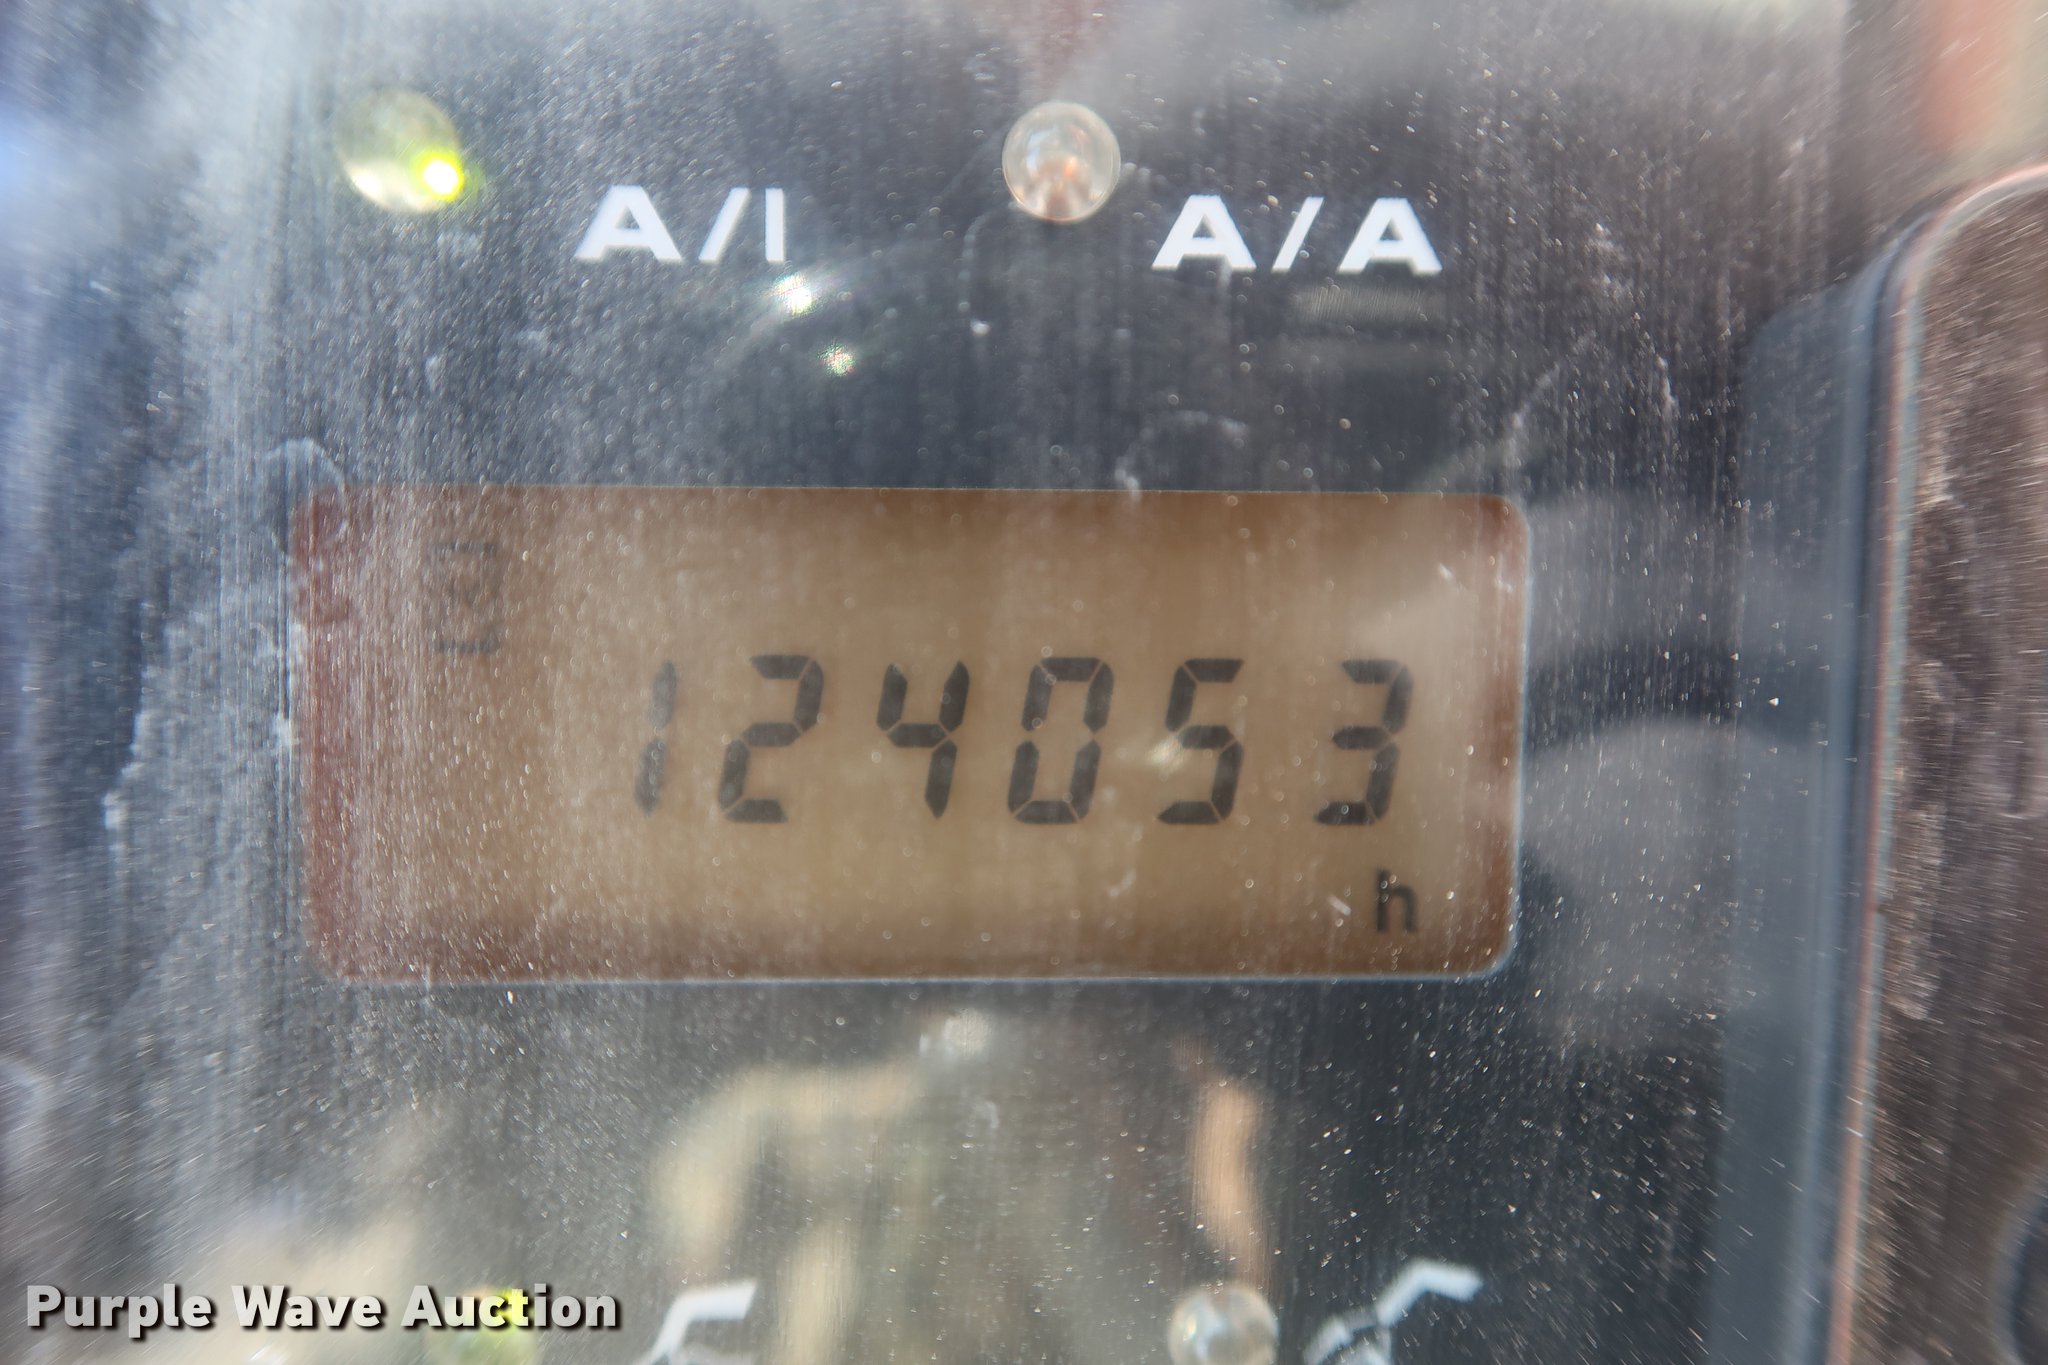 A/I A/A
124053
h
Purple Wave Auction